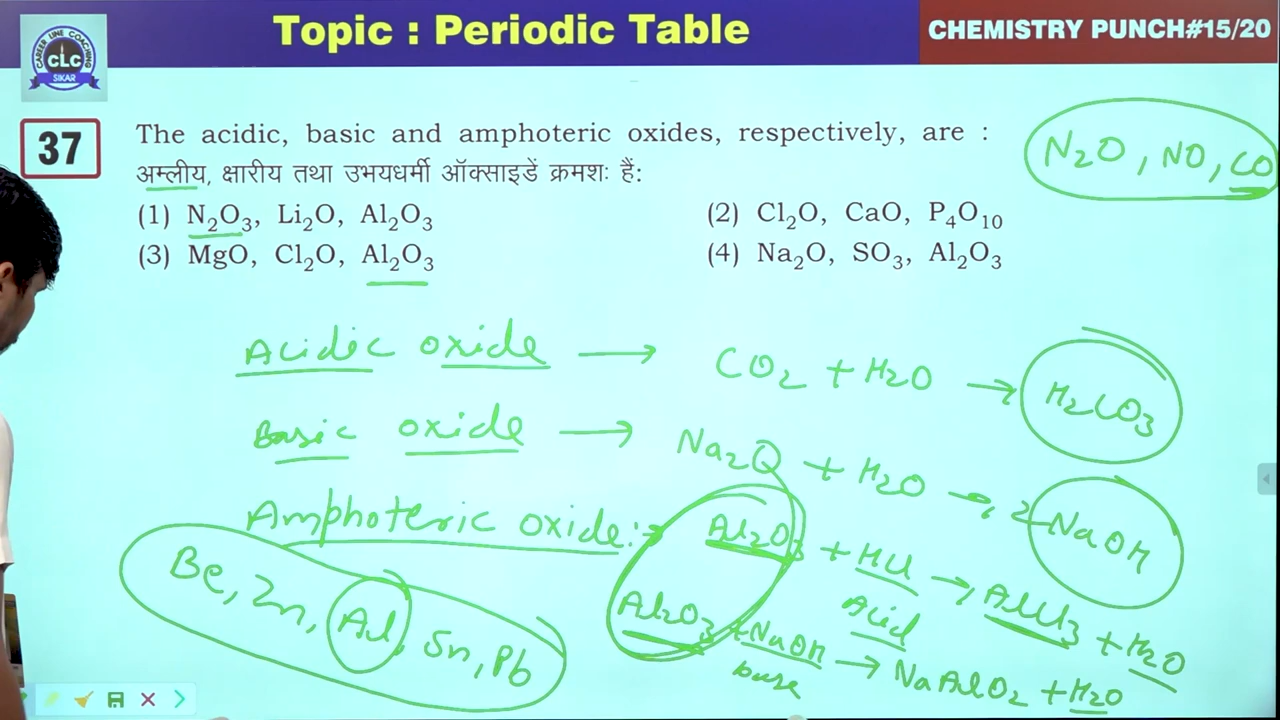 Topic : Periodic Table
CHEMISTRY PUNCH#15/20
CAREER LINE COACHING
CLC
SIKAR
37
The acidic, basic and amphoteric oxides, respectively, are :
अम्लीय, क्षारीय तथा उभयधर्मी ऑक्साइडें क्रमशः हैं:
(1) N₂O₃, Li₂O, Al₂O₃
(2) Cl₂O, CaO, P₄O₁₀
(3) MgO, Cl₂O, Al₂O₃
(4) Na₂O, SO₃, Al₂O₃
N₂O, NO, CO
Acidic oxide → CO₂ + H₂O → H₂CO₃
Basic oxide → Na₂O + H₂O → 2NaOH
Amphoteric oxide:→ Al₂O₃ + HCl → AlCl₃ + H₂O
Acid
Al₂O₃ + NaOH → NaAlO₂ + H₂O
base
Be, Zn, Al, Sn, Pb